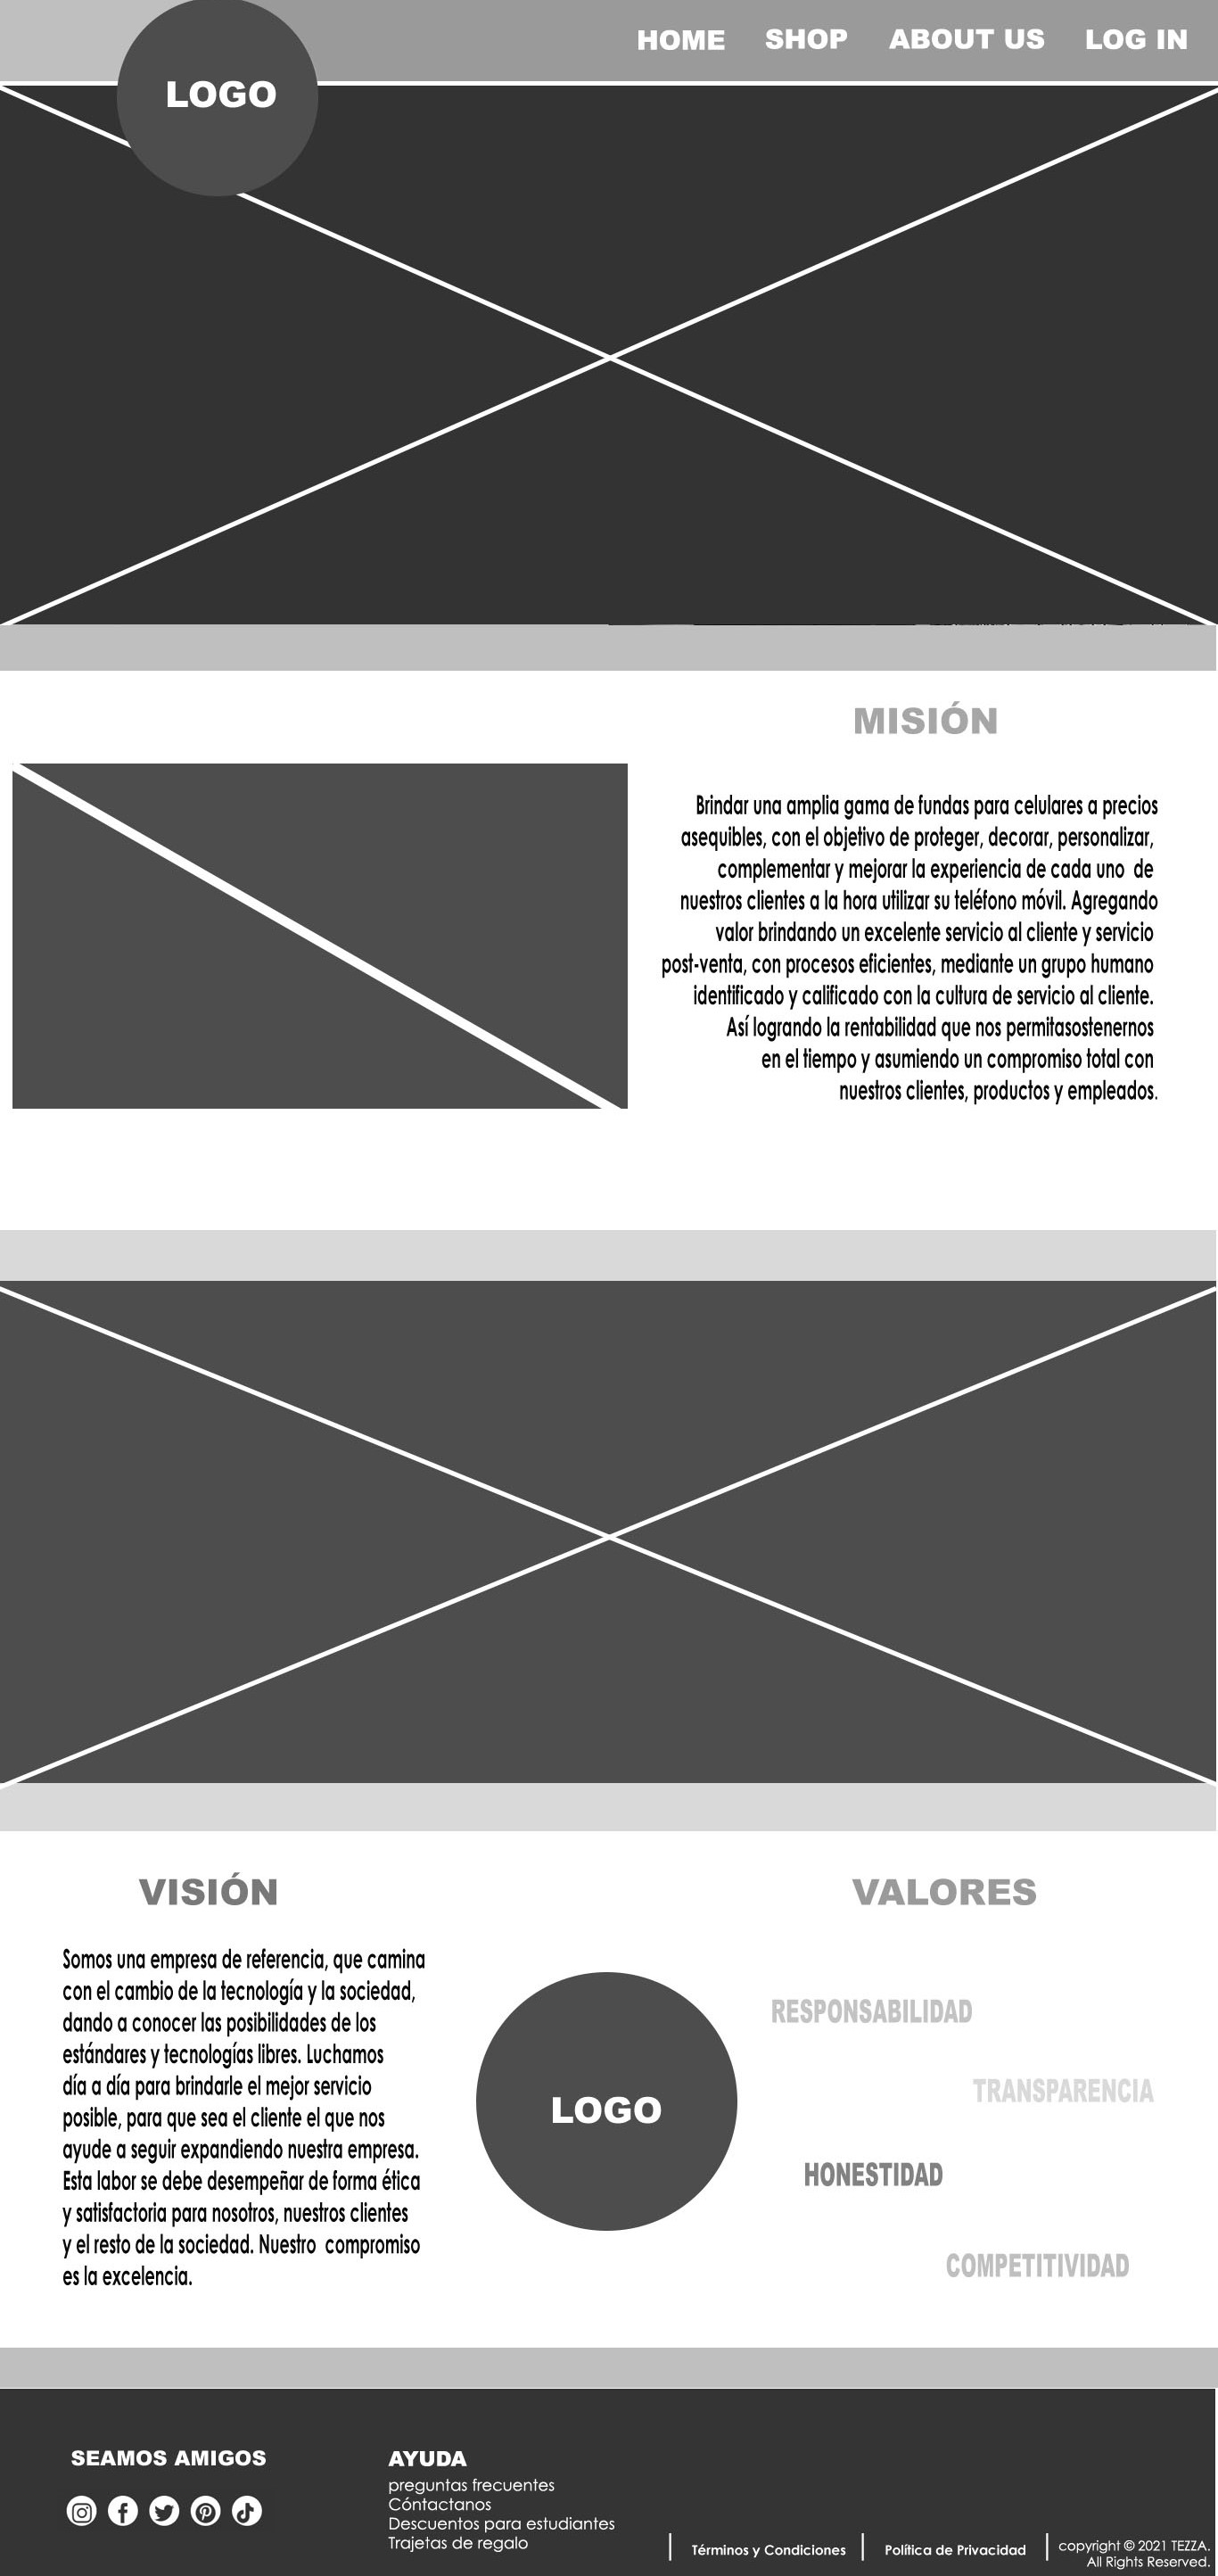 LOGO
HOME
SHOP
ABOUT US
LOG IN
MISIÓN
Brindar una amplia gama de fundas para celulares a precios
asequibles, con el objetivo de proteger, decorar, personalizar,
complementar y mejorar la experiencia de cada uno de
nuestros clientes a la hora utilizar su teléfono móvil. Agregando
valor brindando un excelente servicio al cliente y servicio
post-venta, con procesos eficientes, mediante un grupo humano
identificado y calificado con la cultura de servicio al cliente.
Así logrando la rentabilidad que nos permitasostenernos
en el tiempo y asumiendo un compromiso total con
nuestros clientes, productos y empleados.
VISIÓN
Somos una empresa de referencia, que camina
con el cambio de la tecnología y la sociedad,
dando a conocer las posibilidades de los
estándares y tecnologías libres. Luchamos
día a día para brindarle el mejor servicio
posible, para que sea el cliente el que nos
ayude a seguir expandiendo nuestra empresa.
Esta labor se debe desempeñar de forma ética
y satisfactoria para nosotros, nuestros clientes
y el resto de la sociedad. Nuestro compromiso
es la excelencia.
LOGO
VALORES
RESPONSABILIDAD
TRANSPARENCIA
HONESTIDAD
COMPETITIVIDAD
SEAMOS AMIGOS
AYUDA
preguntas frecuentes
Cóntactanos
Descuentos para estudiantes
Trajetas de regalo
Términos y Condiciones
Política de Privacidad
copyright © 2021 TEZZA.
All Rights Reserved.